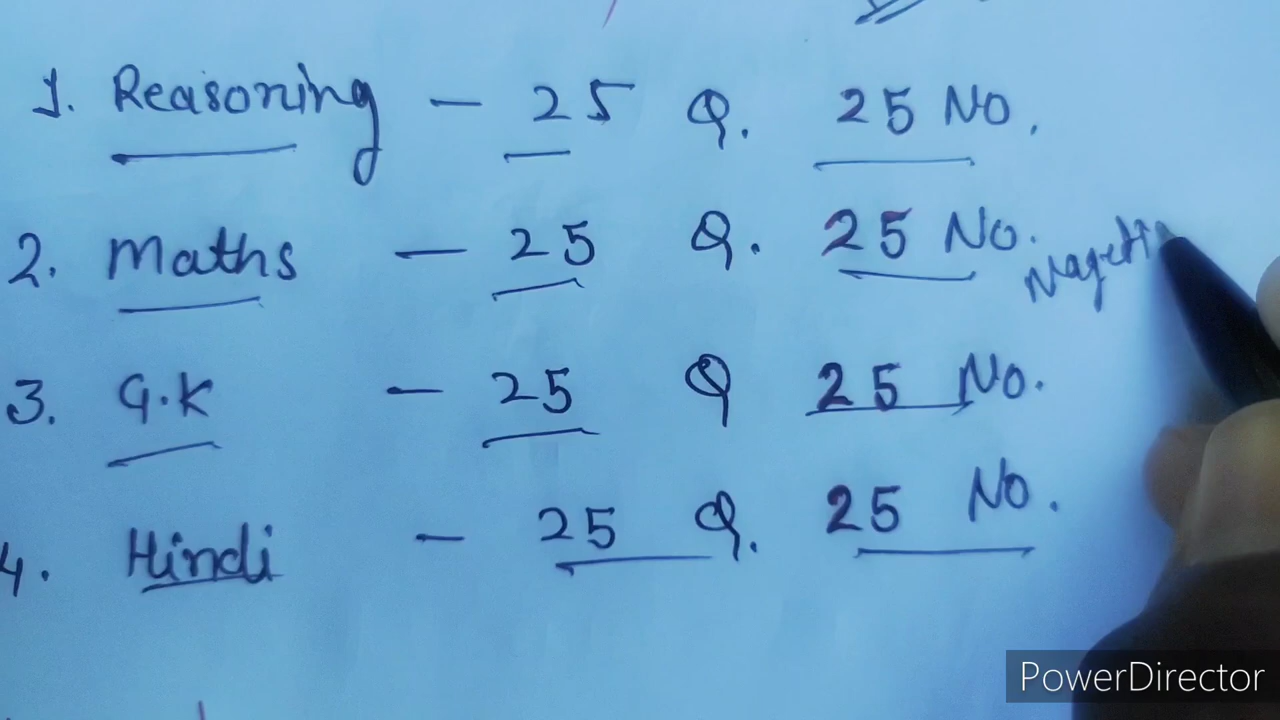 1. Reasoning - 25 Q. 25 No.
2. Maths - 25 Q. 25 No.
Nageti
3. G.K - 25 Q 25 No.
4. Hindi - 25 Q. 25 No.
PowerDirector